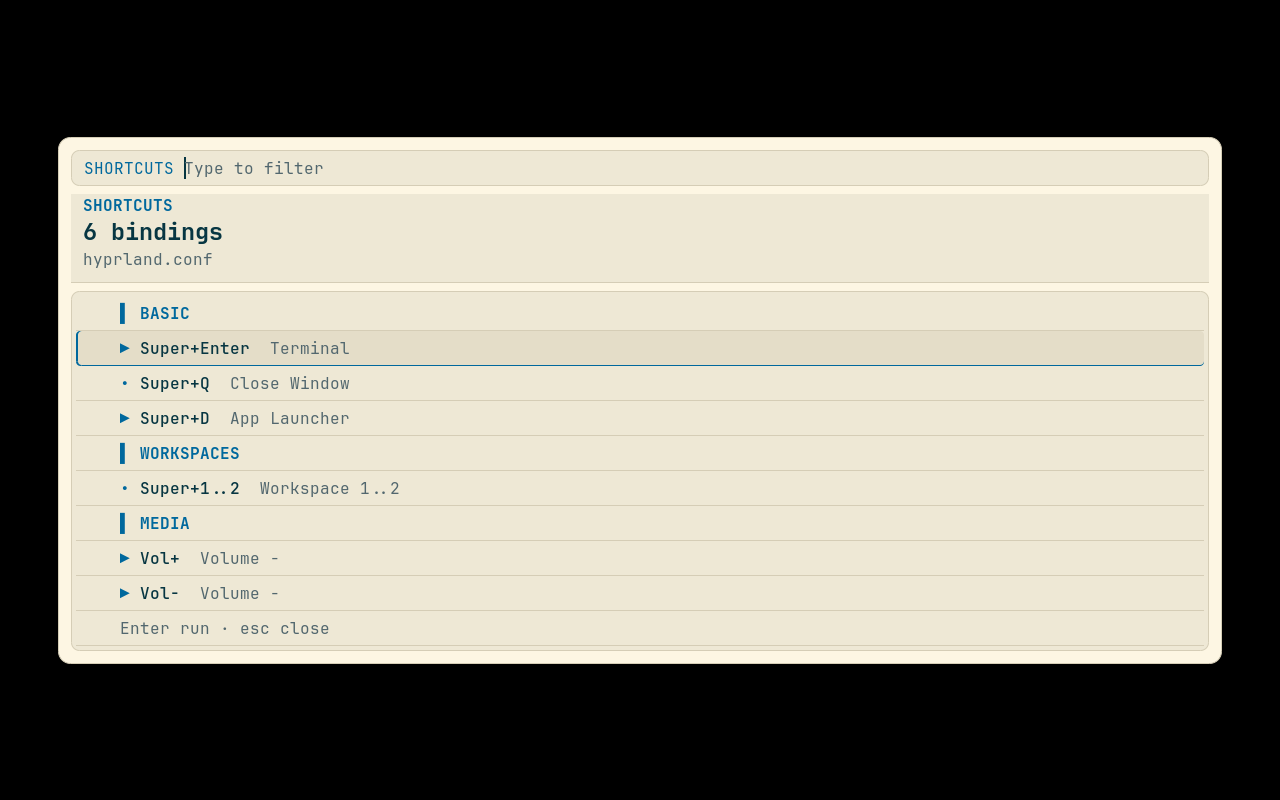 SHORTCUTS Type to filter
SHORTCUTS
6 bindings
hyprland.conf
BASIC
▶ Super+Enter Terminal
• Super+Q Close Window
▶ Super+D App Launcher
WORKSPACES
• Super+1..2 Workspace 1..2
MEDIA
▶ Vol+ Volume -
▶ Vol- Volume -
Enter run · esc close